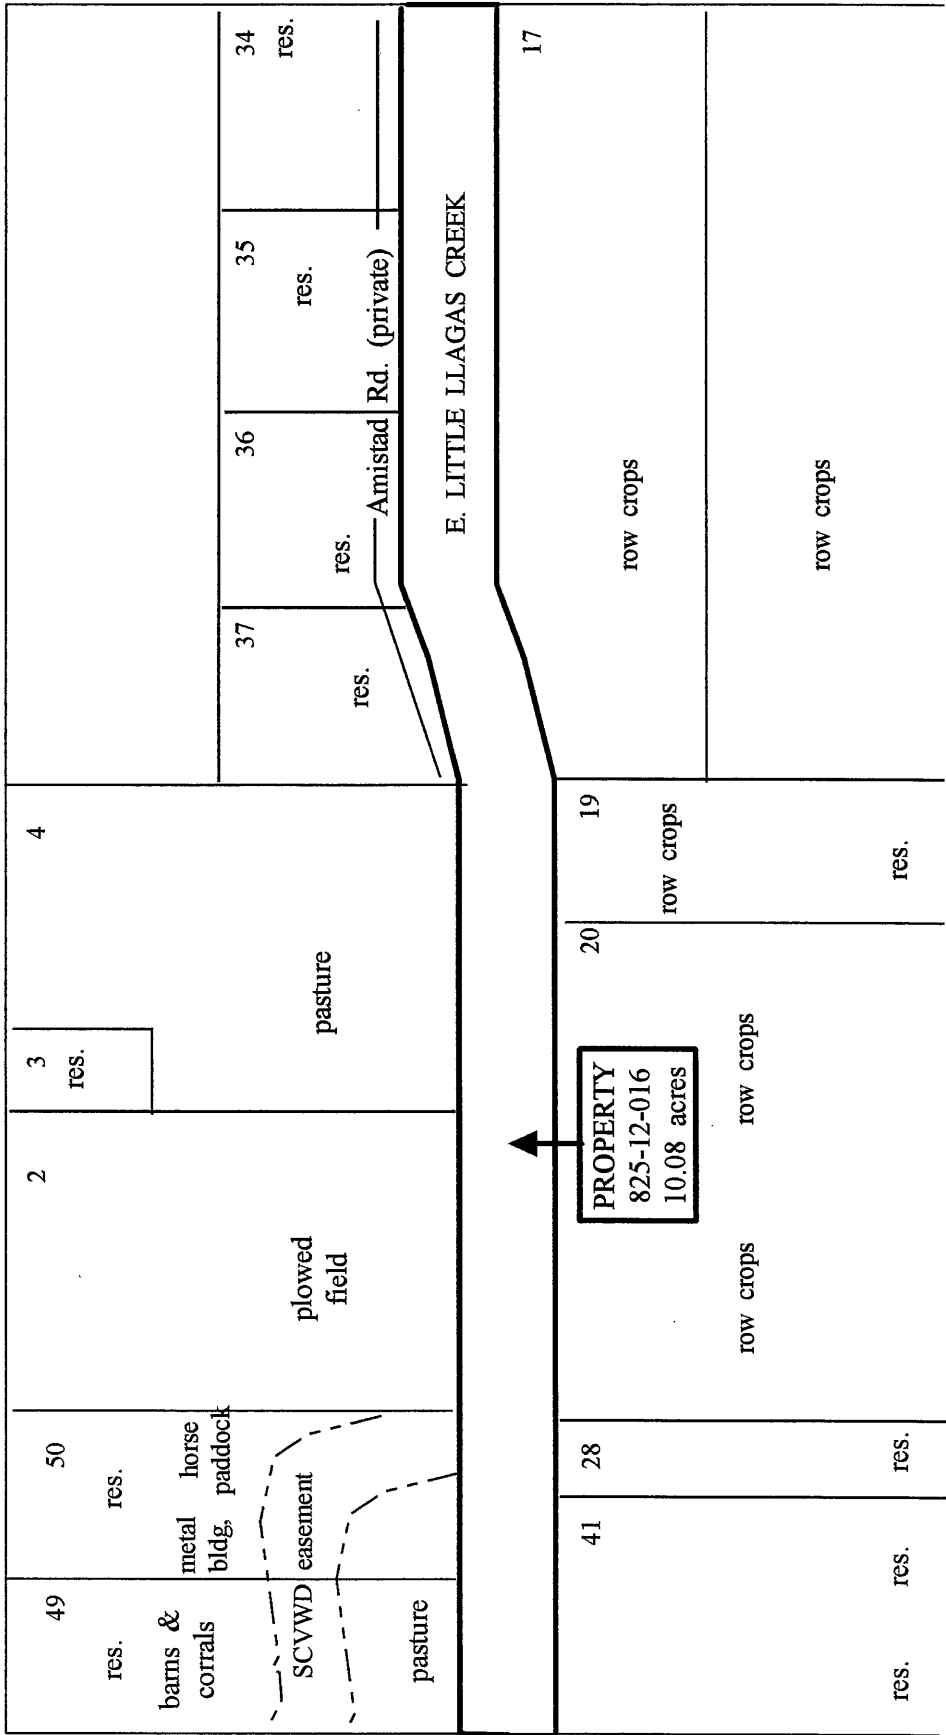 49
res.
barns &
corrals
SCVWD easement
pasture
50
res.
metal
bldg,
horse
paddock
2
plowed
field
3
res.
4
pasture
37
res.
36
res.
35
res.
34
res.
Amistad Rd. (private)
E. LITTLE LLAGAS CREEK
PROPERTY
825-12-016
10.08 acres
41
res.
res.
28
res.
20
row crops
row crops
19
row crops
res.
17
row crops
row crops